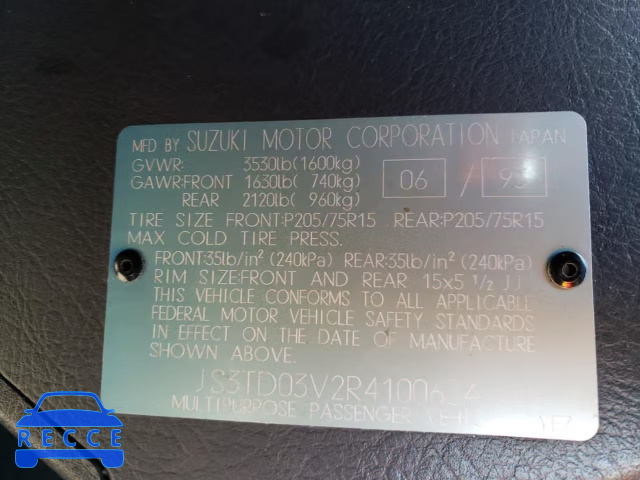 MFD BY SUZUKI MOTOR CORPORATION JAPAN
GVWR: 3530lb(1600kg)
GAWR:FRONT 1630lb( 740kg) 06 / 93
REAR 2120lb( 960kg)
TIRE SIZE FRONT:P205/75R15 REAR:P205/75R15
MAX COLD TIRE PRESS.
FRONT:35lb/in² (240kPa) REAR:35lb/in² (240kPa)
RIM SIZE:FRONT AND REAR 15x5 1/2 JJ
THIS VEHICLE CONFORMS TO ALL APPLICABLE
FEDERAL MOTOR VEHICLE SAFETY STANDARDS
IN EFFECT ON THE DATE OF MANUFACTURE
SHOWN ABOVE.
MULTIPURPOSE PASSENGER
RECCE